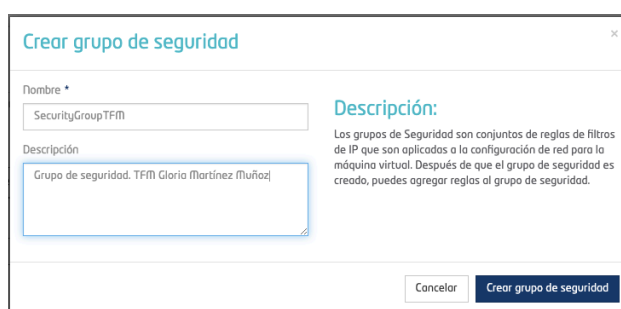 Crear grupo de seguridad
×
Nombre *
SecurityGroupTFM
Descripción
Grupo de seguridad. TFM Gloria Martínez Muñoz
Descripción:
Los grupos de Seguridad son conjuntos de reglas de filtros
de IP que son aplicadas a la configuración de red para la
máquina virtual. Después de que el grupo de seguridad es
creado, puedes agregar reglas al grupo de seguridad.
Cancelar
Crear grupo de seguridad